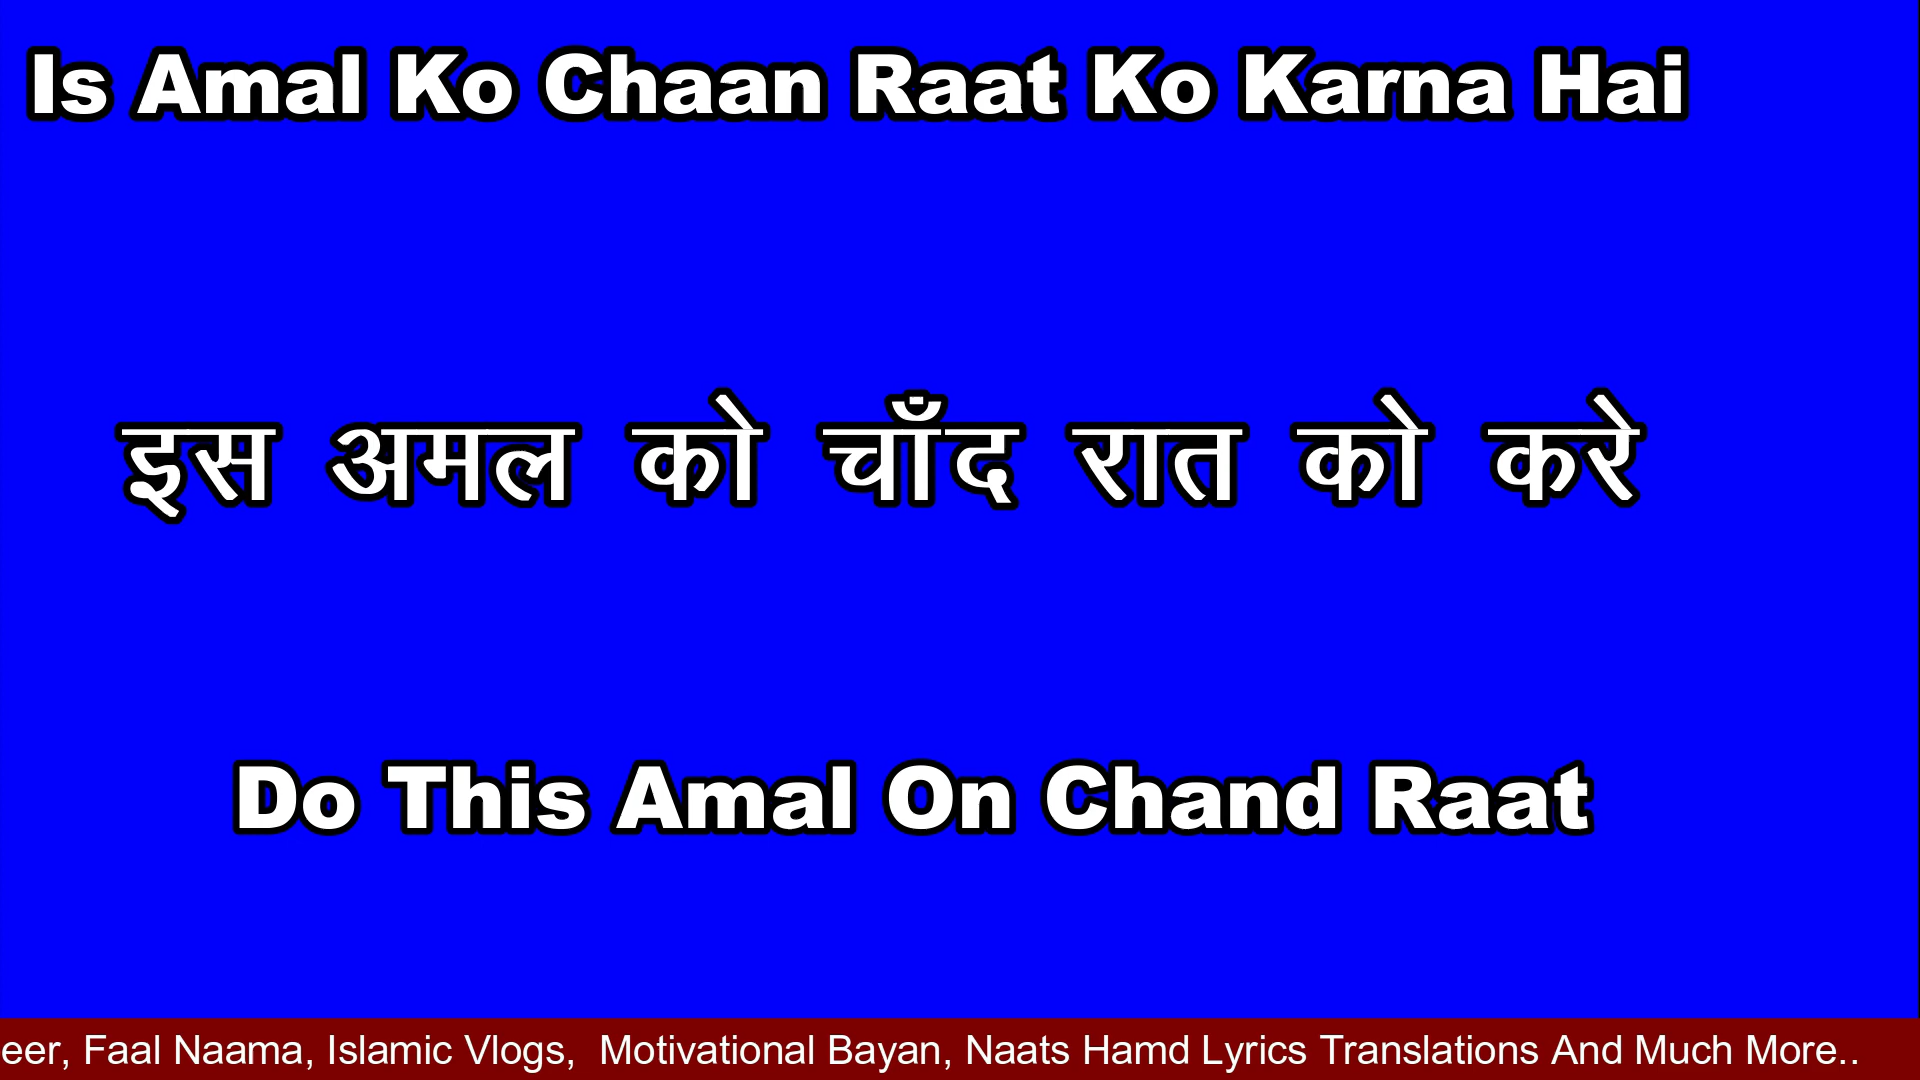 Is Amal Ko Chaan Raat Ko Karna Hai
इस अमल को चाँद रात को करे
Do This Amal On Chand Raat
eer, Faal Naama, Islamic Vlogs, Motivational Bayan, Naats Hamd Lyrics Translations And Much More..